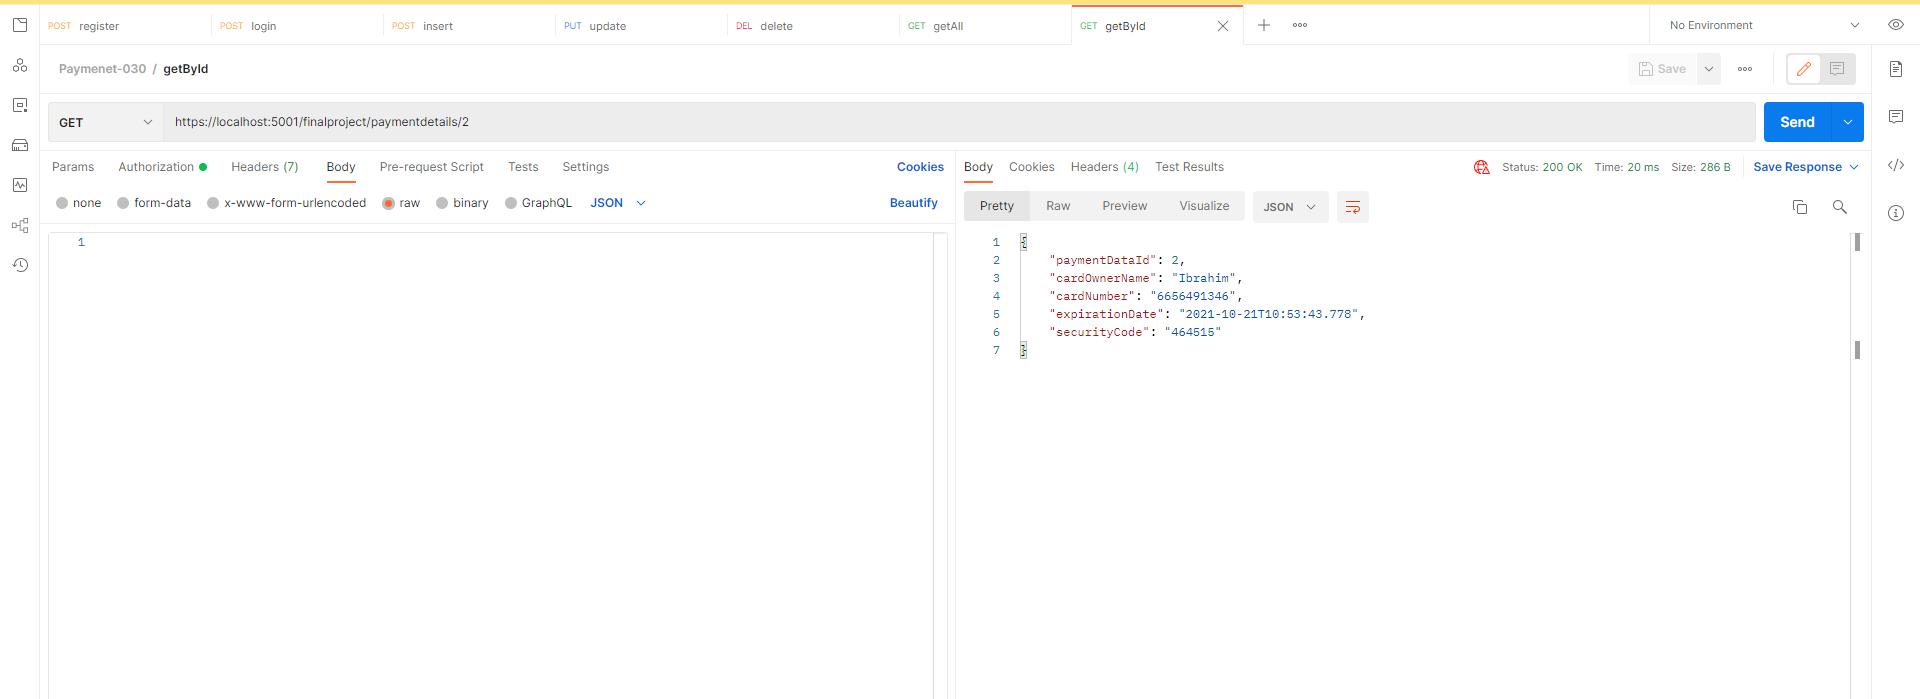 POST register POST login POST insert PUT update DEL delete GET getAll GET getById No Environment
Paymenet-030 / getById Save
GET https://localhost:5001/finalproject/paymentdetails/2 Send
Params Authorization Headers (7) Body Pre-request Script Tests Settings Cookies
none form-data x-www-form-urlencoded raw binary GraphQL JSON Beautify
1
Body Cookies Headers (4) Test Results Status: 200 OK Time: 20 ms Size: 286 B Save Response
Pretty Raw Preview Visualize JSON
1 {
2 "paymentDataId": 2,
3 "cardOwnerName": "Ibrahim",
4 "cardNumber": "6656491346",
5 "expirationDate": "2021-10-21T10:53:43.778",
6 "securityCode": "464515"
7 }